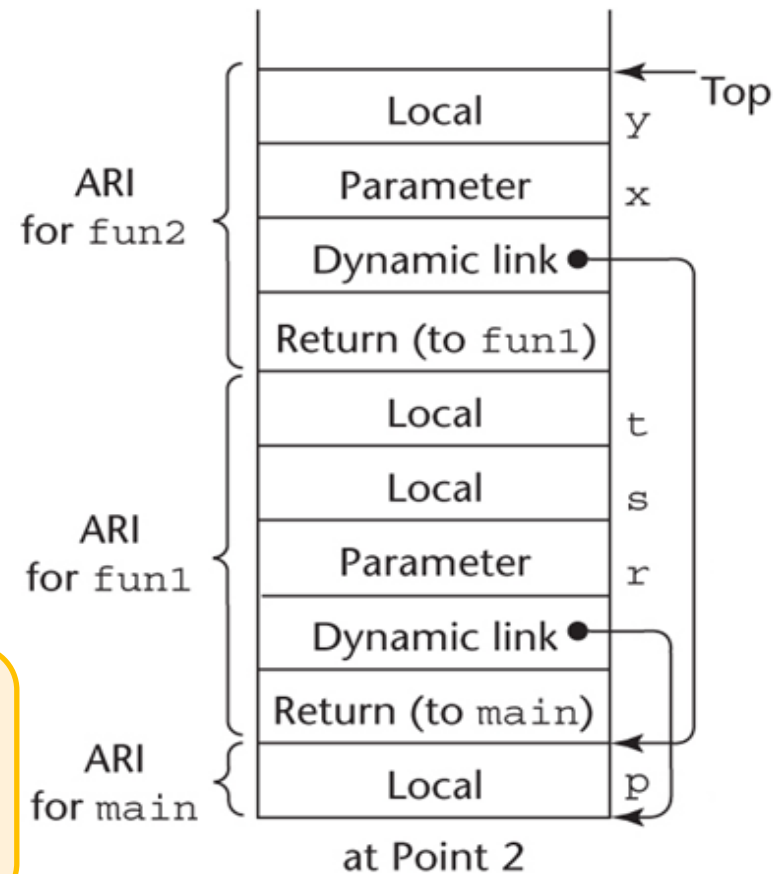 Top
Local y
ARI
for fun2
Parameter x
Dynamic link
Return (to fun1)
Local t
Local s
ARI
for fun1
Parameter r
Dynamic link
Return (to main)
ARI
for main
Local p
at Point 2